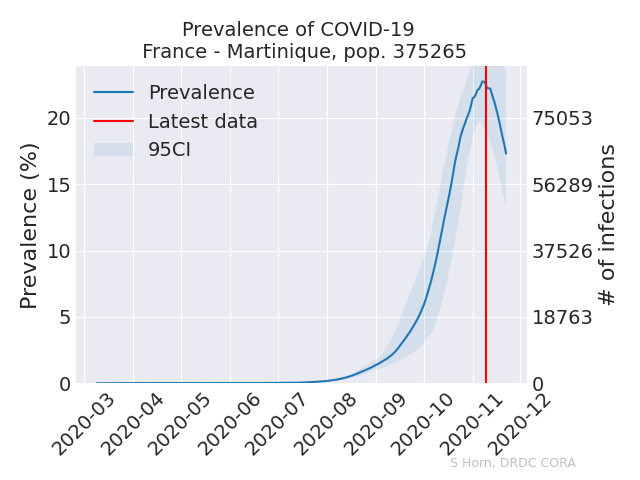 Prevalence of COVID-19
France - Martinique, pop. 375265
Prevalence
Latest data
95CI
Prevalence (%)
20
15
10
5
0
75053
56289
37526
18763
0
# of infections
2020-03
2020-04
2020-05
2020-06
2020-07
2020-08
2020-09
2020-10
2020-11
2020-12
S Horn, DRDC CORA